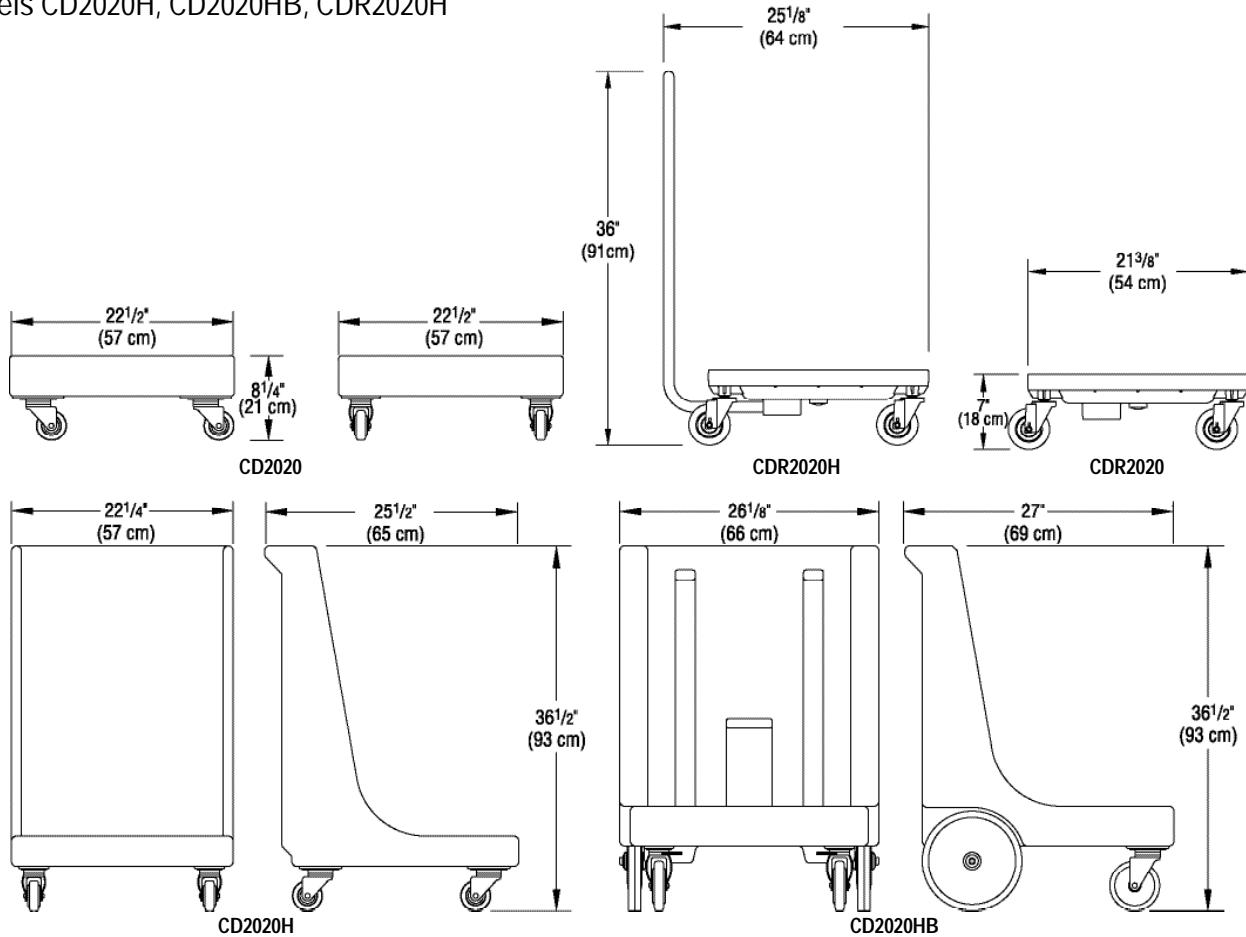 els CD2020H, CD2020HB, CDR2020H
25 1/8"
(64 cm)
36"
(91cm)
21 3/8"
(54 cm)
22 1/2"
(57 cm)
22 1/2"
(57 cm)
8 1/4"
(21 cm)
7"
(18 cm)
CD2020
CDR2020H
CDR2020
22 1/4"
(57 cm)
25 1/2"
(65 cm)
26 1/8"
(66 cm)
27"
(69 cm)
36 1/2"
(93 cm)
36 1/2"
(93 cm)
CD2020H
CD2020HB